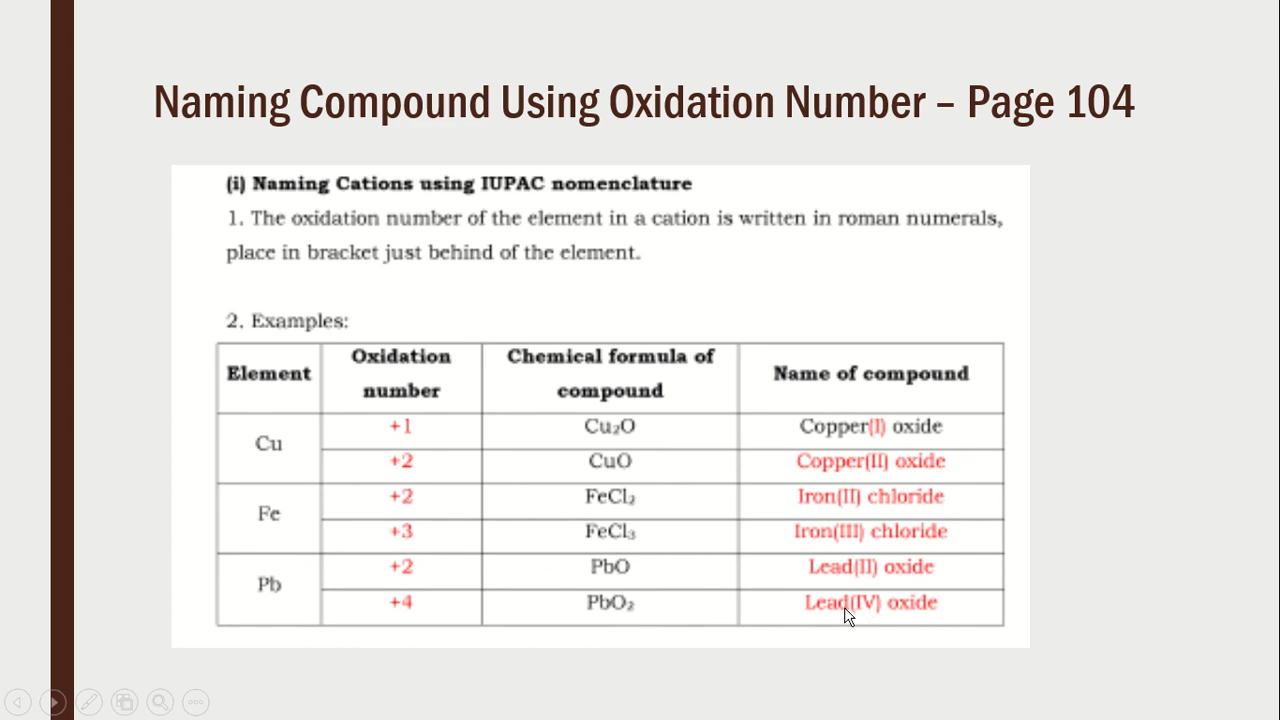 Naming Compound Using Oxidation Number – Page 104
(i) Naming Cations using IUPAC nomenclature
1. The oxidation number of the element in a cation is written in roman numerals,
place in bracket just behind of the element.
2. Examples:
Element Oxidation number Chemical formula of compound Name of compound
Cu +1 Cu₂O Copper(I) oxide
+2 CuO Copper(II) oxide
Fe +2 FeCl₂ Iron(II) chloride
+3 FeCl₃ Iron(III) chloride
Pb +2 PbO Lead(II) oxide
+4 PbO₂ Lead(IV) oxide